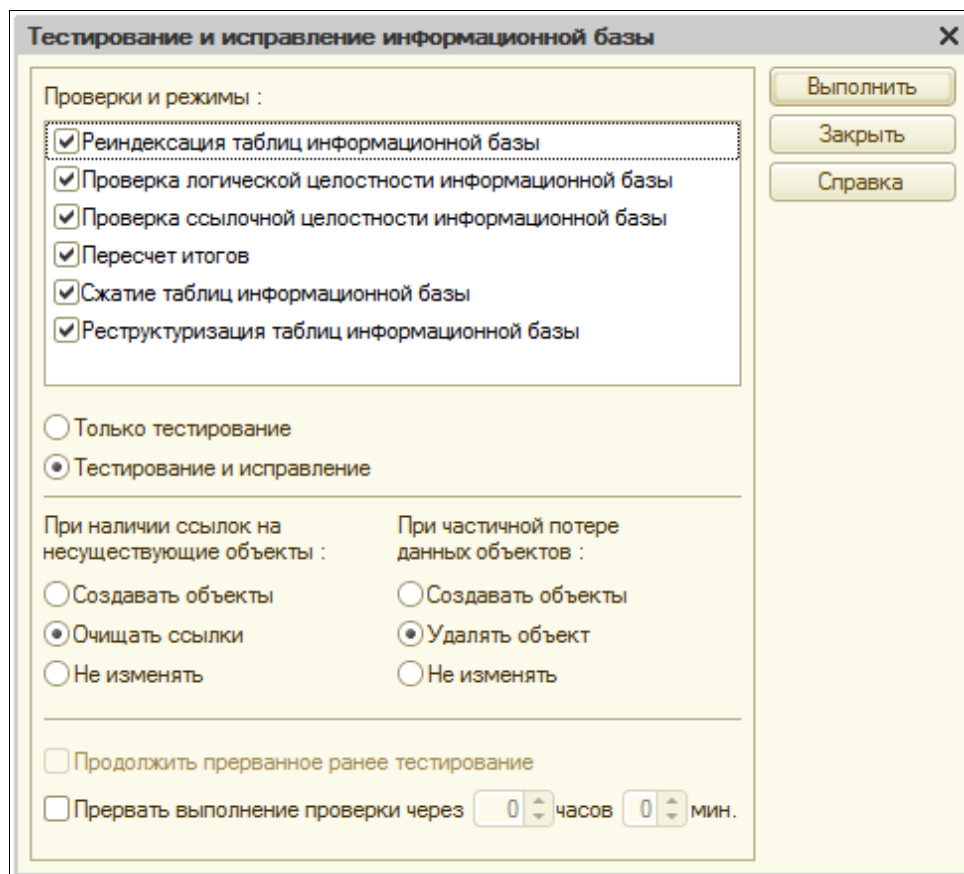 Тестирование и исправление информационной базы
Проверки и режимы :
Реиндексация таблиц информационной базы
Проверка логической целостности информационной базы
Проверка ссылочной целостности информационной базы
Пересчет итогов
Сжатие таблиц информационной базы
Реструктуризация таблиц информационной базы
Выполнить
Закрыть
Справка
Только тестирование
Тестирование и исправление
При наличии ссылок на
несуществующие объекты :
Создавать объекты
Очищать ссылки
Не изменять
При частичной потере
данных объектов :
Создавать объекты
Удалять объект
Не изменять
Продолжить прерванное ранее тестирование
Прервать выполнение проверки через 0 часов 0 мин.